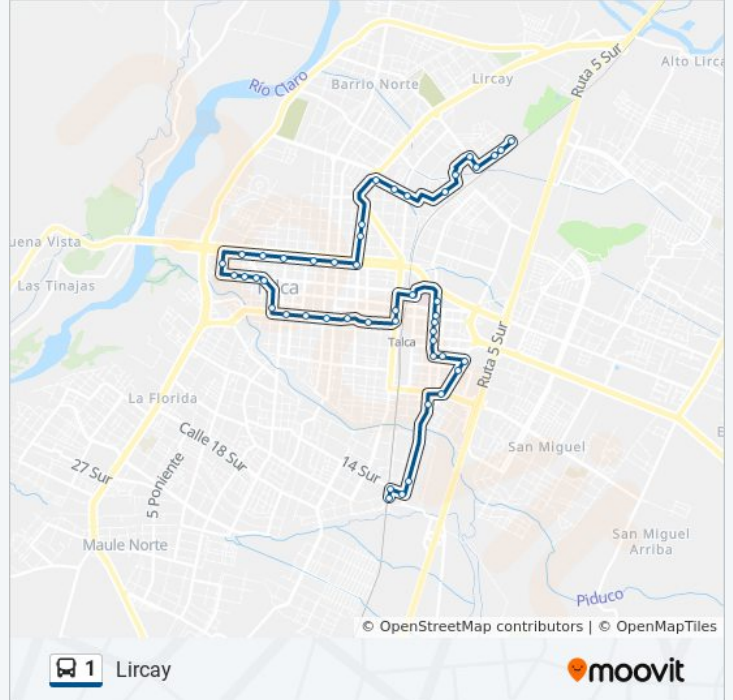 Ruta 5 Sur
Alto Lirca
Río Claro
Barrio Norte
Lircay
uena Vista
Las Tinajas
Talca
Ruta 5 Sur
La Florida
Calle 18 Sur
San Miguel
14 Sur
27 Sur
5 Poniente
Maule Norte
San Miguel
Arriba
Piduco
© OpenStreetMap contributors | © OpenMapTiles
1 Lircay
moovit